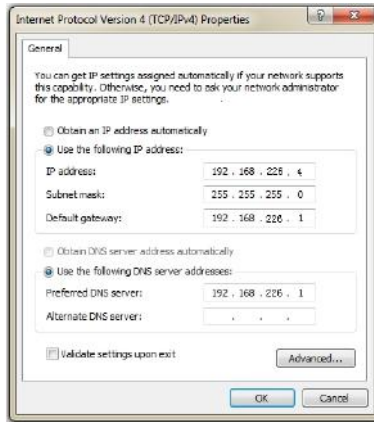 Internet Protocol Version 4 (TCP/IPv4) Properties
General
You can get IP settings assigned automatically if your network supports
this capability. Otherwise, you need to ask your network administrator
for the appropriate IP settings.
Obtain an IP address automatically
Use the following IP address:
IP address: 192 . 168 . 226 . 4
Subnet mask: 255 . 255 . 255 . 0
Default gateway: 192 . 168 . 226 . 1
Obtain DNS server address automatically
Use the following DNS server addresses:
Preferred DNS server: 192 . 168 . 226 . 1
Alternate DNS server: . . .
Validate settings upon exit
Advanced...
OK Cancel